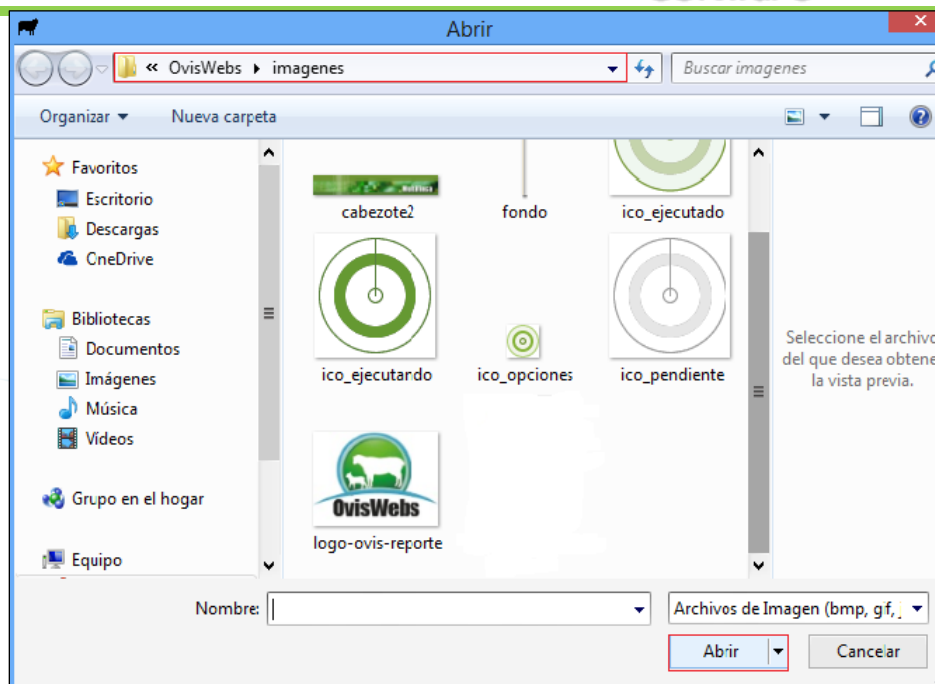 Abrir
« OvisWebs ▸ imagenes
Buscar imagenes
Organizar
Nueva carpeta
Favoritos
Escritorio
Descargas
OneDrive
Bibliotecas
Documentos
Imágenes
Música
Vídeos
Grupo en el hogar
Equipo
cabezote2
fondo
ico_ejecutado
ico_ejecutando
ico_opciones
ico_pendiente
OvisWebs
logo-ovis-reporte
Seleccione el archivo
del que desea obtene
la vista previa.
Nombre:
Archivos de Imagen (bmp, gif, j
Abrir
Cancelar